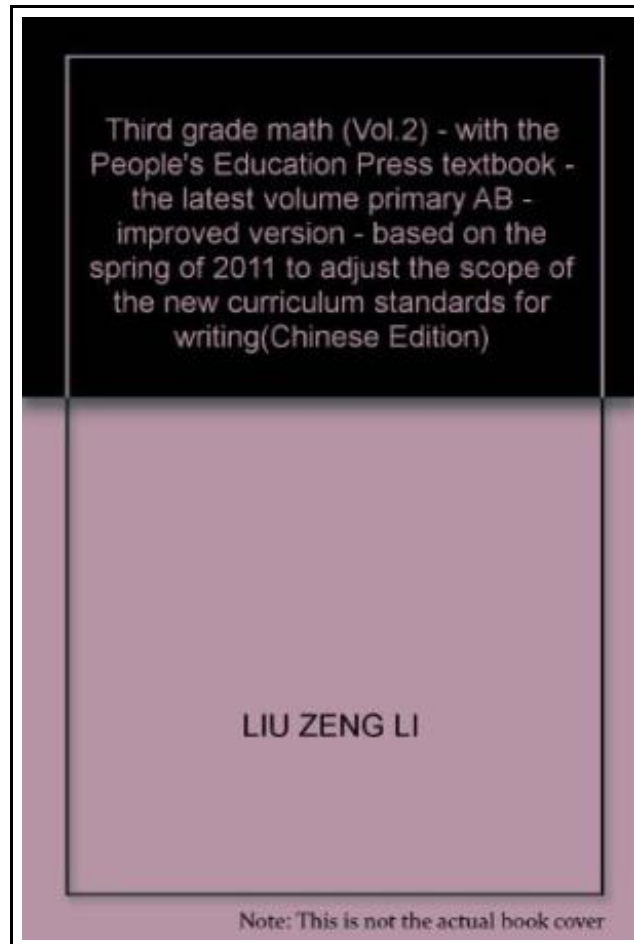 Third grade math (Vol.2) - with the
People's Education Press textbook -
the latest volume primary AB -
improved version - based on the
spring of 2011 to adjust the scope of
the new curriculum standards for
writing(Chinese Edition)
LIU ZENG LI
Note: This is not the actual book cover